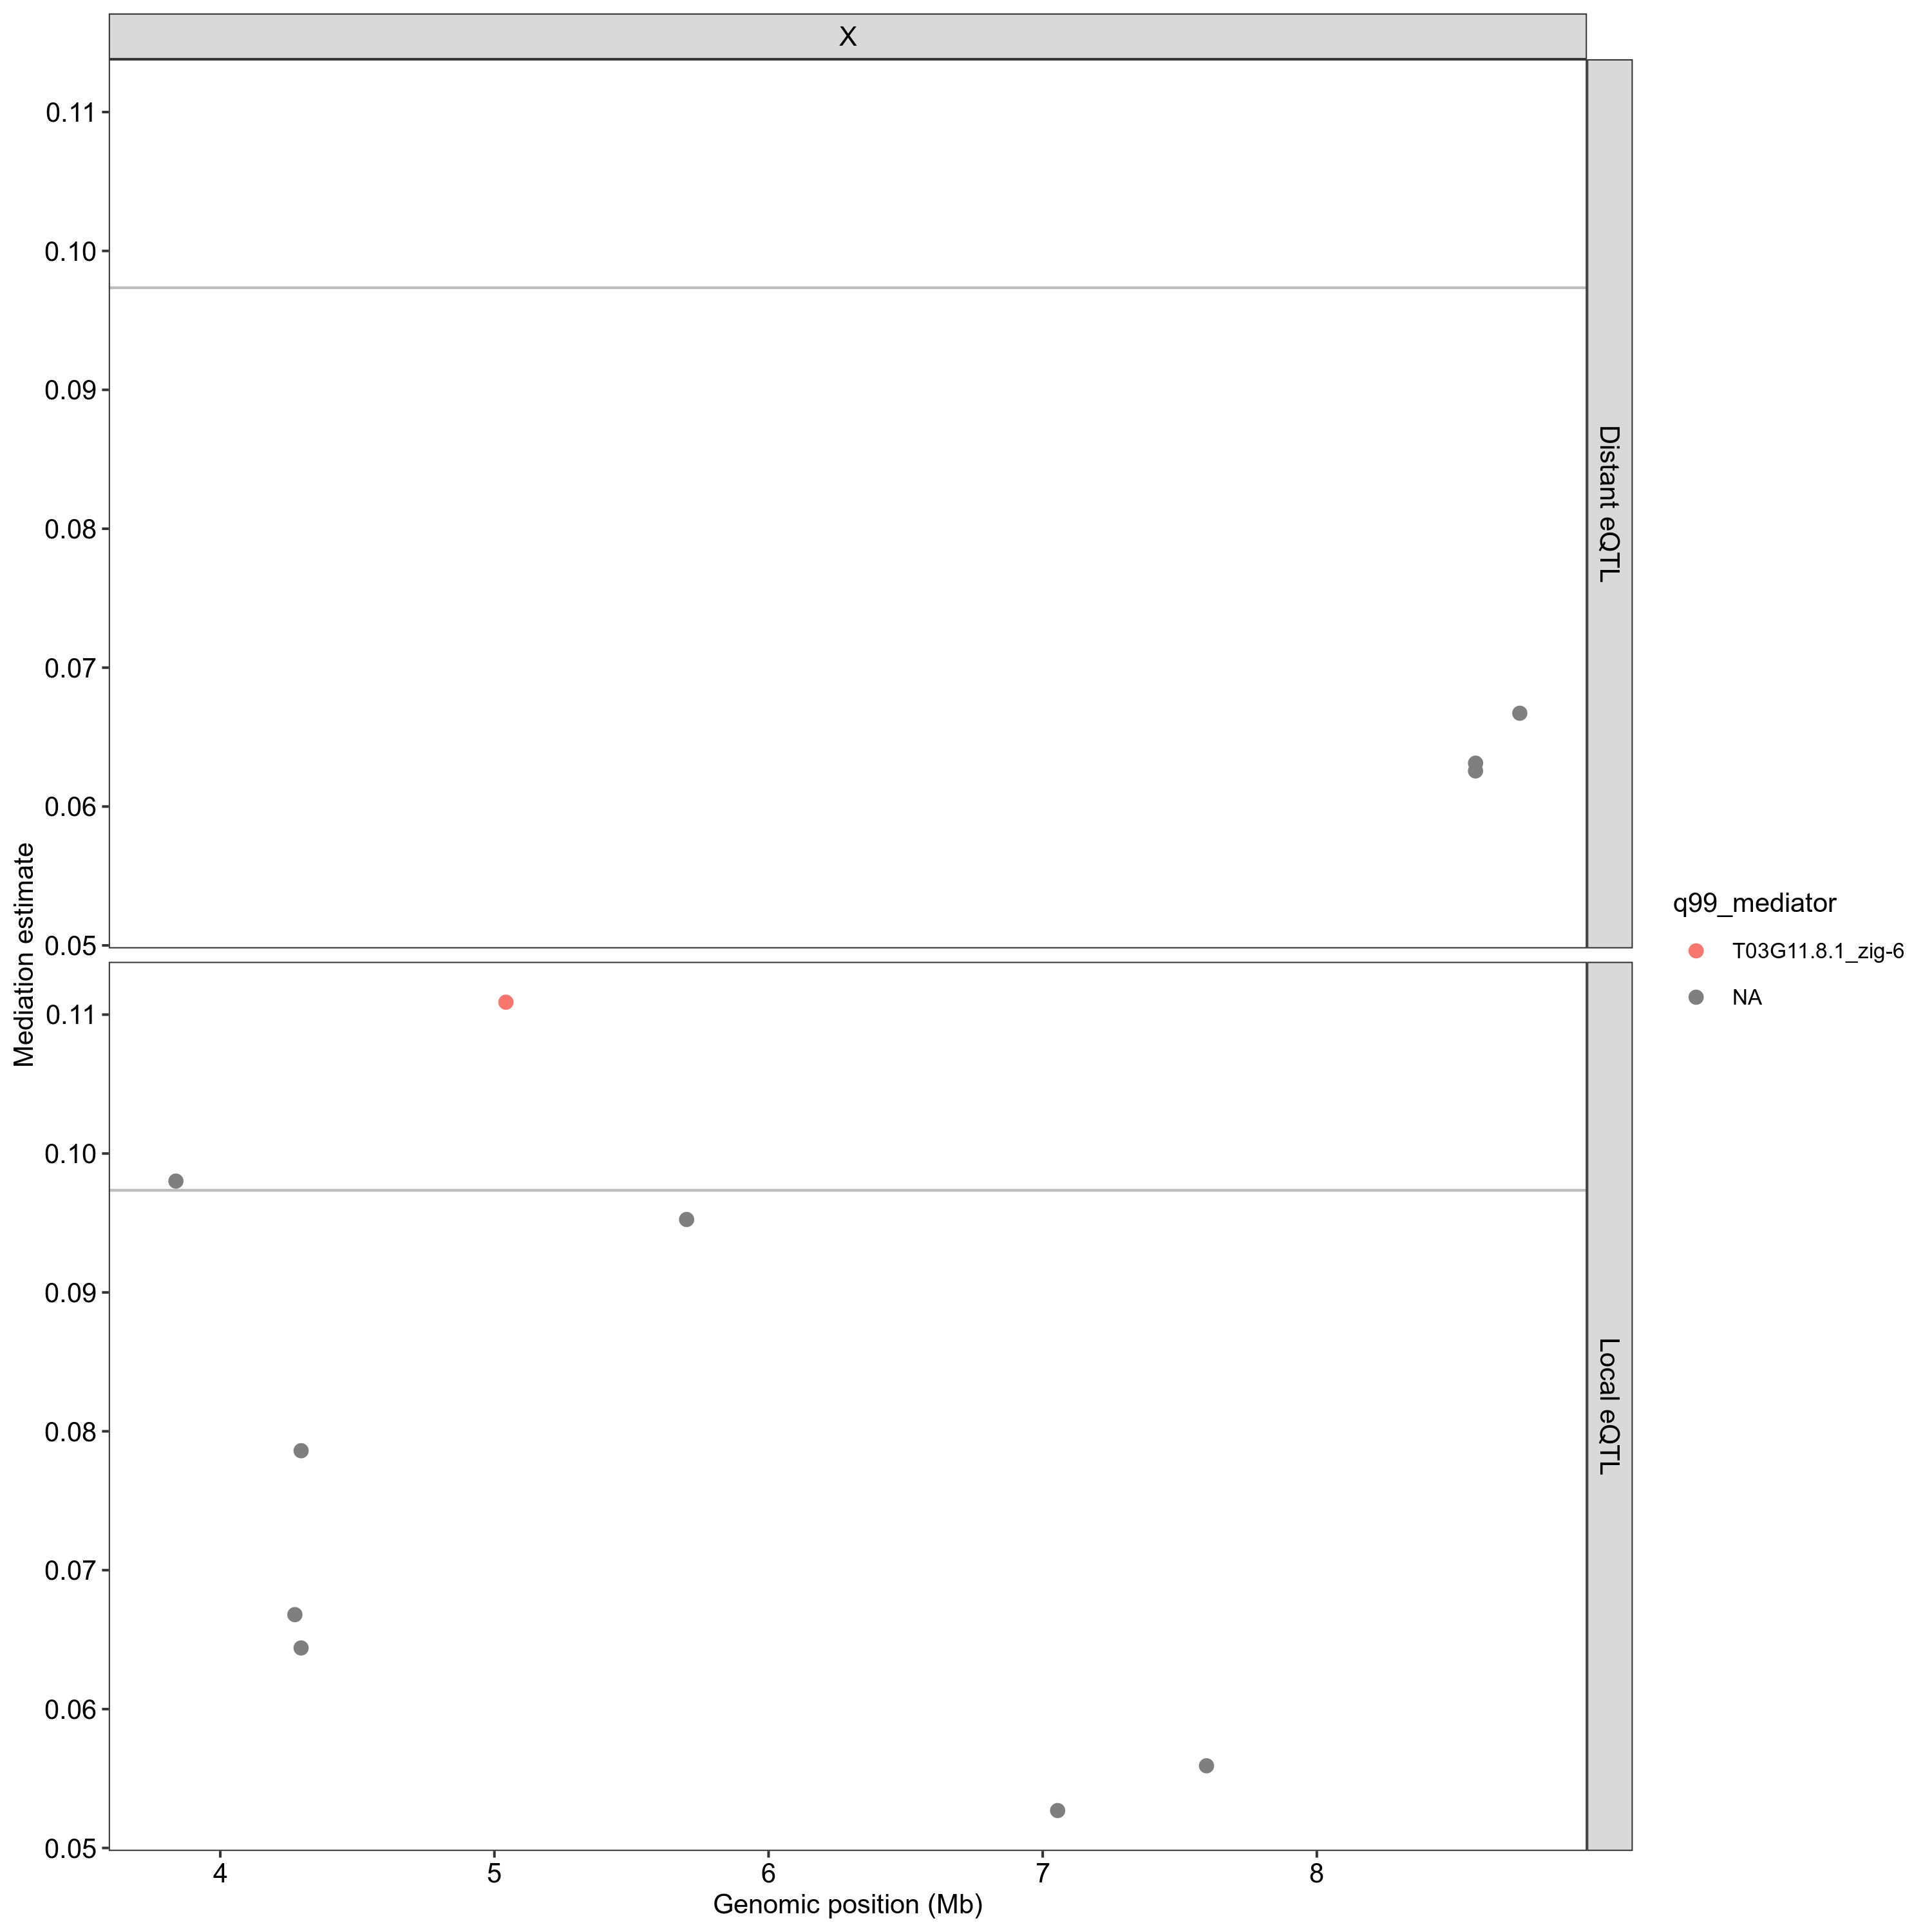 X
0.11
0.10
0.09
0.08
0.07
0.06
0.05
Distant eQTL
Mediation estimate
0.11
0.10
0.09
0.08
0.07
0.06
0.05
Local eQTL
4 5 6 7 8
Genomic position (Mb)
q99_mediator
T03G11.8.1_zig-6
NA